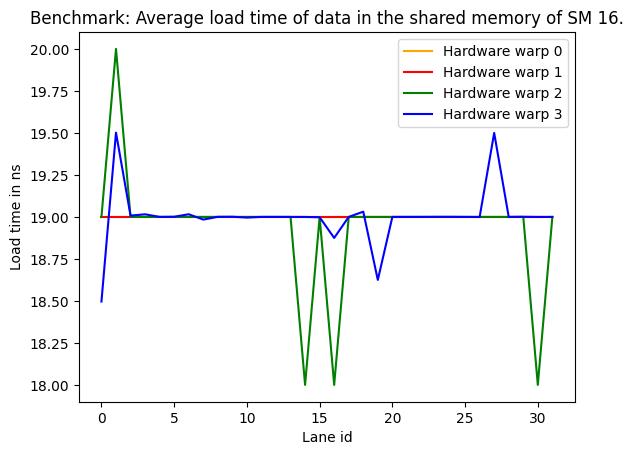 Benchmark: Average load time of data in the shared memory of SM 16.
Hardware warp 0
Hardware warp 1
Hardware warp 2
Hardware warp 3
Load time in ns
20.00
19.75
19.50
19.25
19.00
18.75
18.50
18.25
18.00
0 5 10 15 20 25 30
Lane id